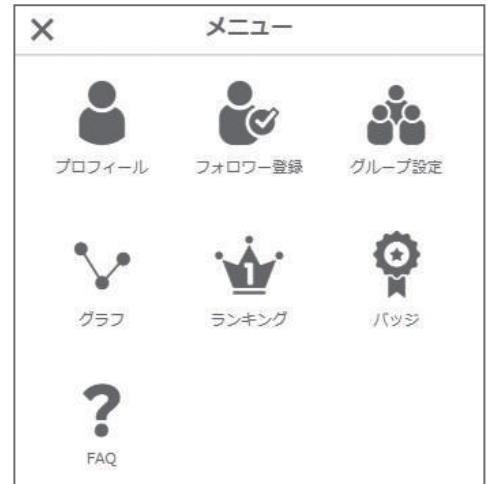 × メニュー
プロフィール フォロワー登録 グループ設定
1
グラフ ランキング バッジ
?
FAQ